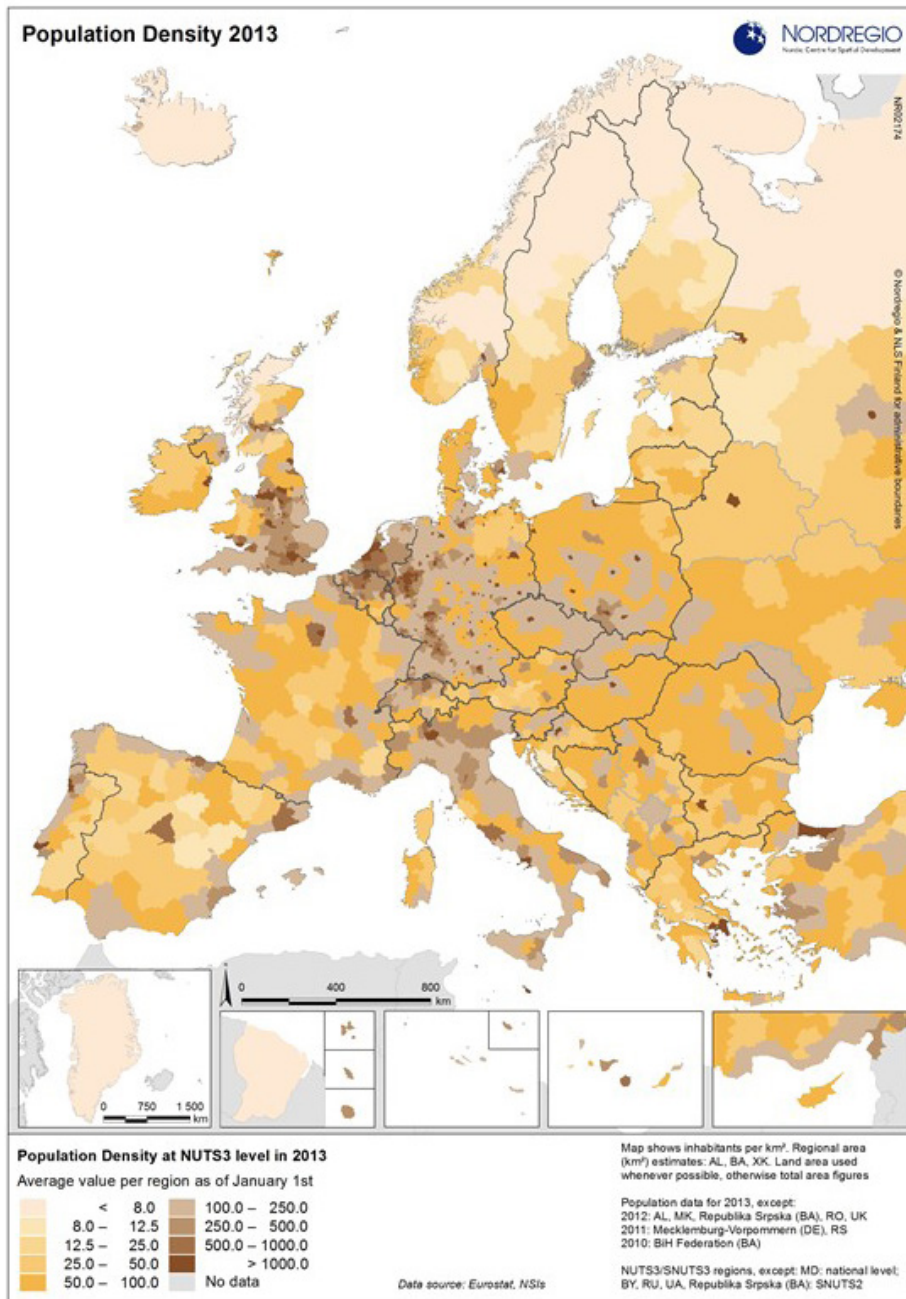 Population Density 2013
NORDREGIO
Nordic Centre for Spatial Development
NR02174
© Nordregio & NLS Finland for administrative boundaries
0 400 800
km
0 750 1 500
km
Population Density at NUTS3 level in 2013
Average value per region as of January 1st
< 8.0
8.0 – 12.5
12.5 – 25.0
25.0 – 50.0
50.0 – 100.0
100.0 – 250.0
250.0 – 500.0
500.0 – 1000.0
> 1000.0
No data
Data source: Eurostat, NSIs
Map shows inhabitants per km². Regional area
(km²) estimates: AL, BA, XK. Land area used
whenever possible, otherwise total area figures
Population data for 2013, except:
2012: AL, MK, Republika Srpska (BA), RO, UK
2011: Mecklemburg-Vorpommern (DE), RS
2010: BiH Federation (BA)
NUTS3/SNUTS3 regions, except: MD: national level;
BY, RU, UA, Republika Srpska (BA): SNUTS2